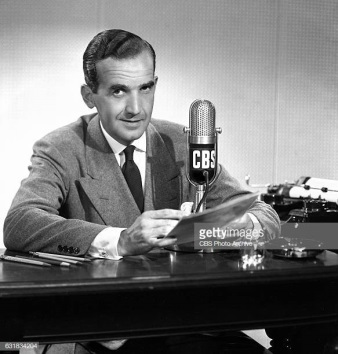 CBS
gettyimages
CBS Photo Archive
631834204